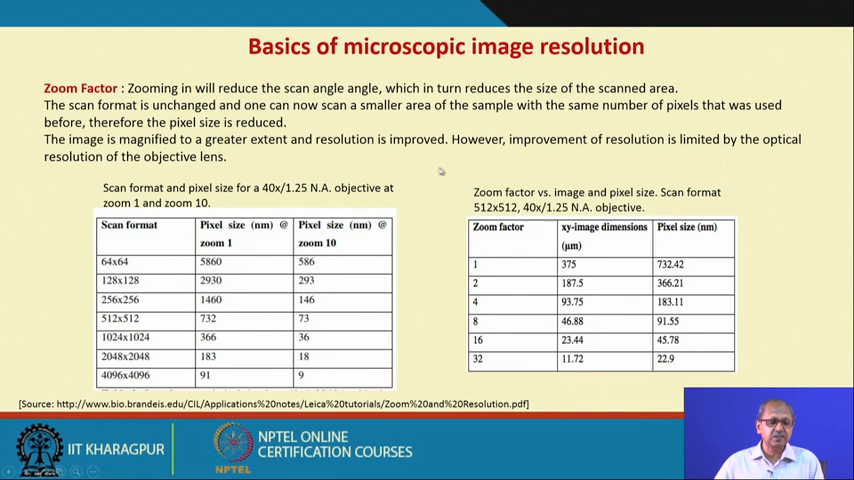 Basics of microscopic image resolution
Zoom Factor : Zooming in will reduce the scan angle angle, which in turn reduces the size of the scanned area.
The scan format is unchanged and one can now scan a smaller area of the sample with the same number of pixels that was used
before, therefore the pixel size is reduced.
The image is magnified to a greater extent and resolution is improved. However, improvement of resolution is limited by the optical
resolution of the objective lens.
Scan format and pixel size for a 40x/1.25 N.A. objective at
zoom 1 and zoom 10.
Scan format Pixel size (nm) @ zoom 1 Pixel size (nm) @ zoom 10
64x64 5860 586
128x128 2930 293
256x256 1460 146
512x512 732 73
1024x1024 366 36
2048x2048 183 18
4096x4096 91 9
Zoom factor vs. image and pixel size. Scan format
512x512, 40x/1.25 N.A. objective.
Zoom factor xy-image dimensions (µm) Pixel size (nm)
1 375 732.42
2 187.5 366.21
4 93.75 183.11
8 46.88 91.55
16 23.44 45.78
32 11.72 22.9
[Source: http://www.bio.brandeis.edu/CIL/Applications%20notes/Leica%20tutorials/Zoom%20and%20Resolution.pdf]
IIT KHARAGPUR
NPTEL
NPTEL ONLINE
CERTIFICATION COURSES